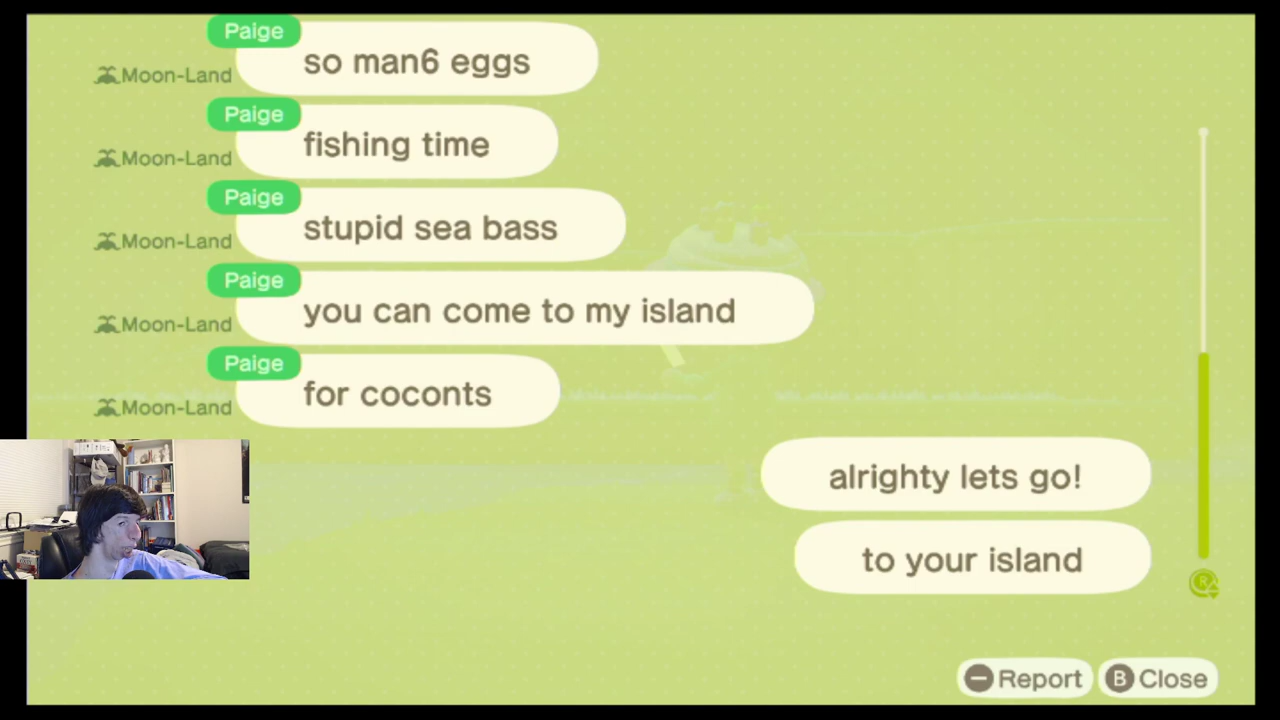 Paige
so man6 eggs
Moon-Land
Paige
fishing time
Moon-Land
Paige
stupid sea bass
Moon-Land
Paige
you can come to my island
Moon-Land
Paige
for coconts
Moon-Land
alrighty lets go!
to your island
R
Report
B Close